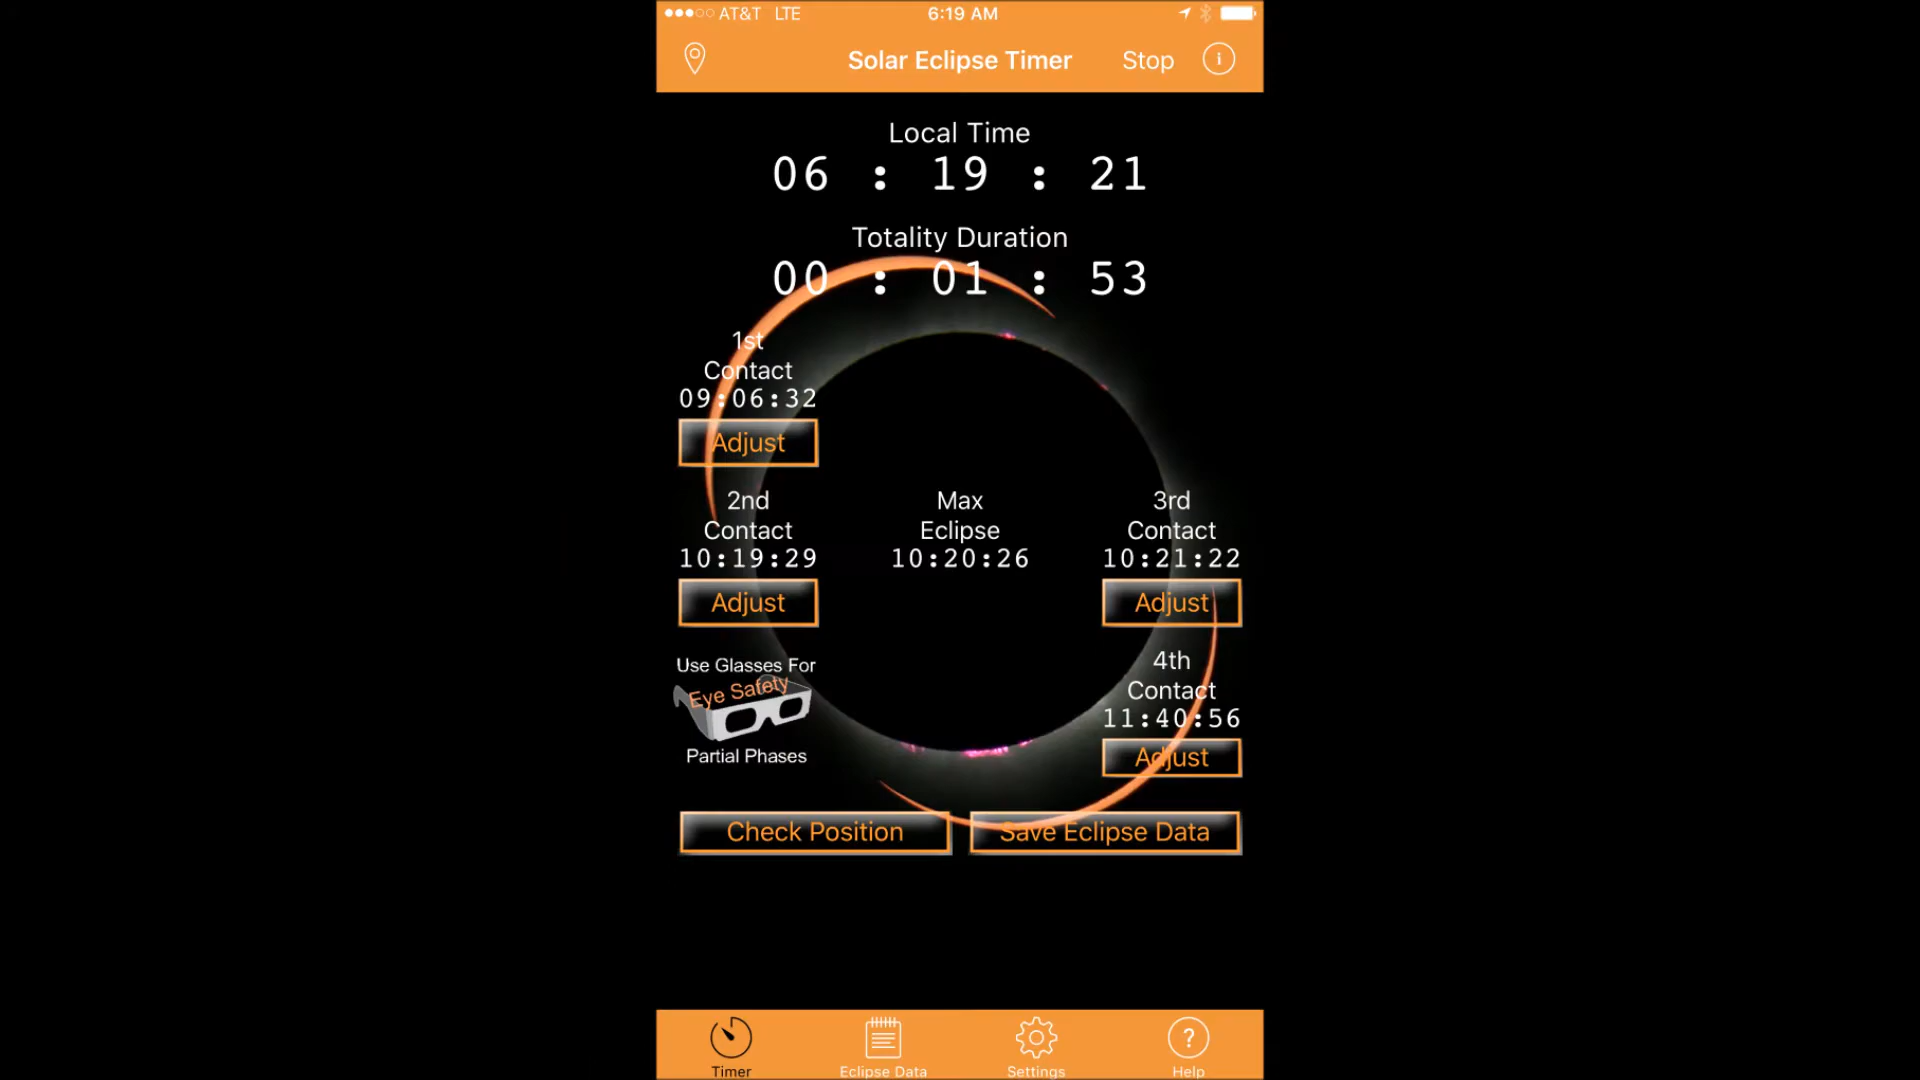 AT&T LTE 6:19 AM
Solar Eclipse Timer Stop i
Local Time
06 : 19 : 21
Totality Duration
00 : 01 : 53
1st
Contact
09:06:32
Adjust
2nd
Contact
10:19:29
Adjust
Max
Eclipse
10:20:26
3rd
Contact
10:21:22
Adjust
Use Glasses For
Eye Safety
Partial Phases
4th
Contact
11:40:56
Adjust
Check Position Save Eclipse Data
Timer Eclipse Data Settings ? Help